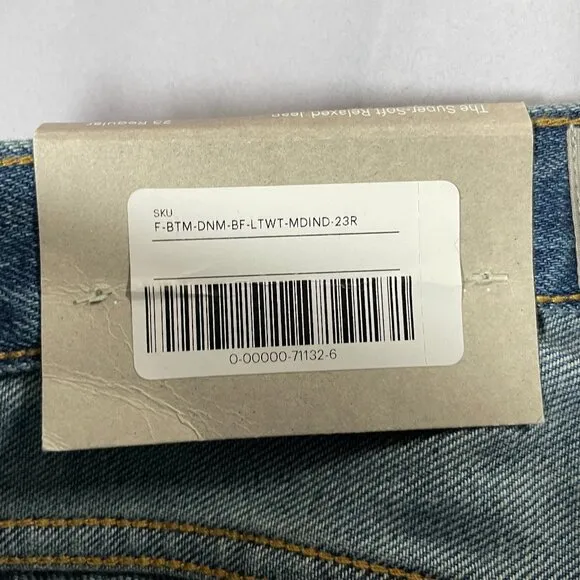 The Super-Soft Relaxed Jean
23 Regular
SKU
F-BTM-DNM-BF-LTWT-MDIND-23R
0-00000-71132-6